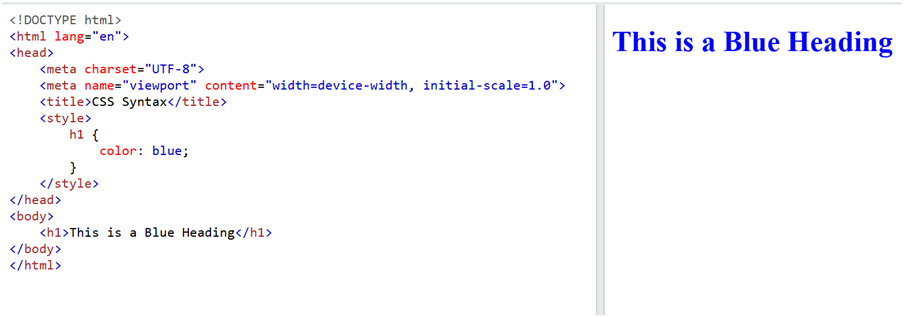 <!DOCTYPE html>
<html lang="en">
<head>
    <meta charset="UTF-8">
    <meta name="viewport" content="width=device-width, initial-scale=1.0">
    <title>CSS Syntax</title>
    <style>
        h1 {
            color: blue;
        }
    </style>
</head>
<body>
    <h1>This is a Blue Heading</h1>
</body>
</html>
This is a Blue Heading